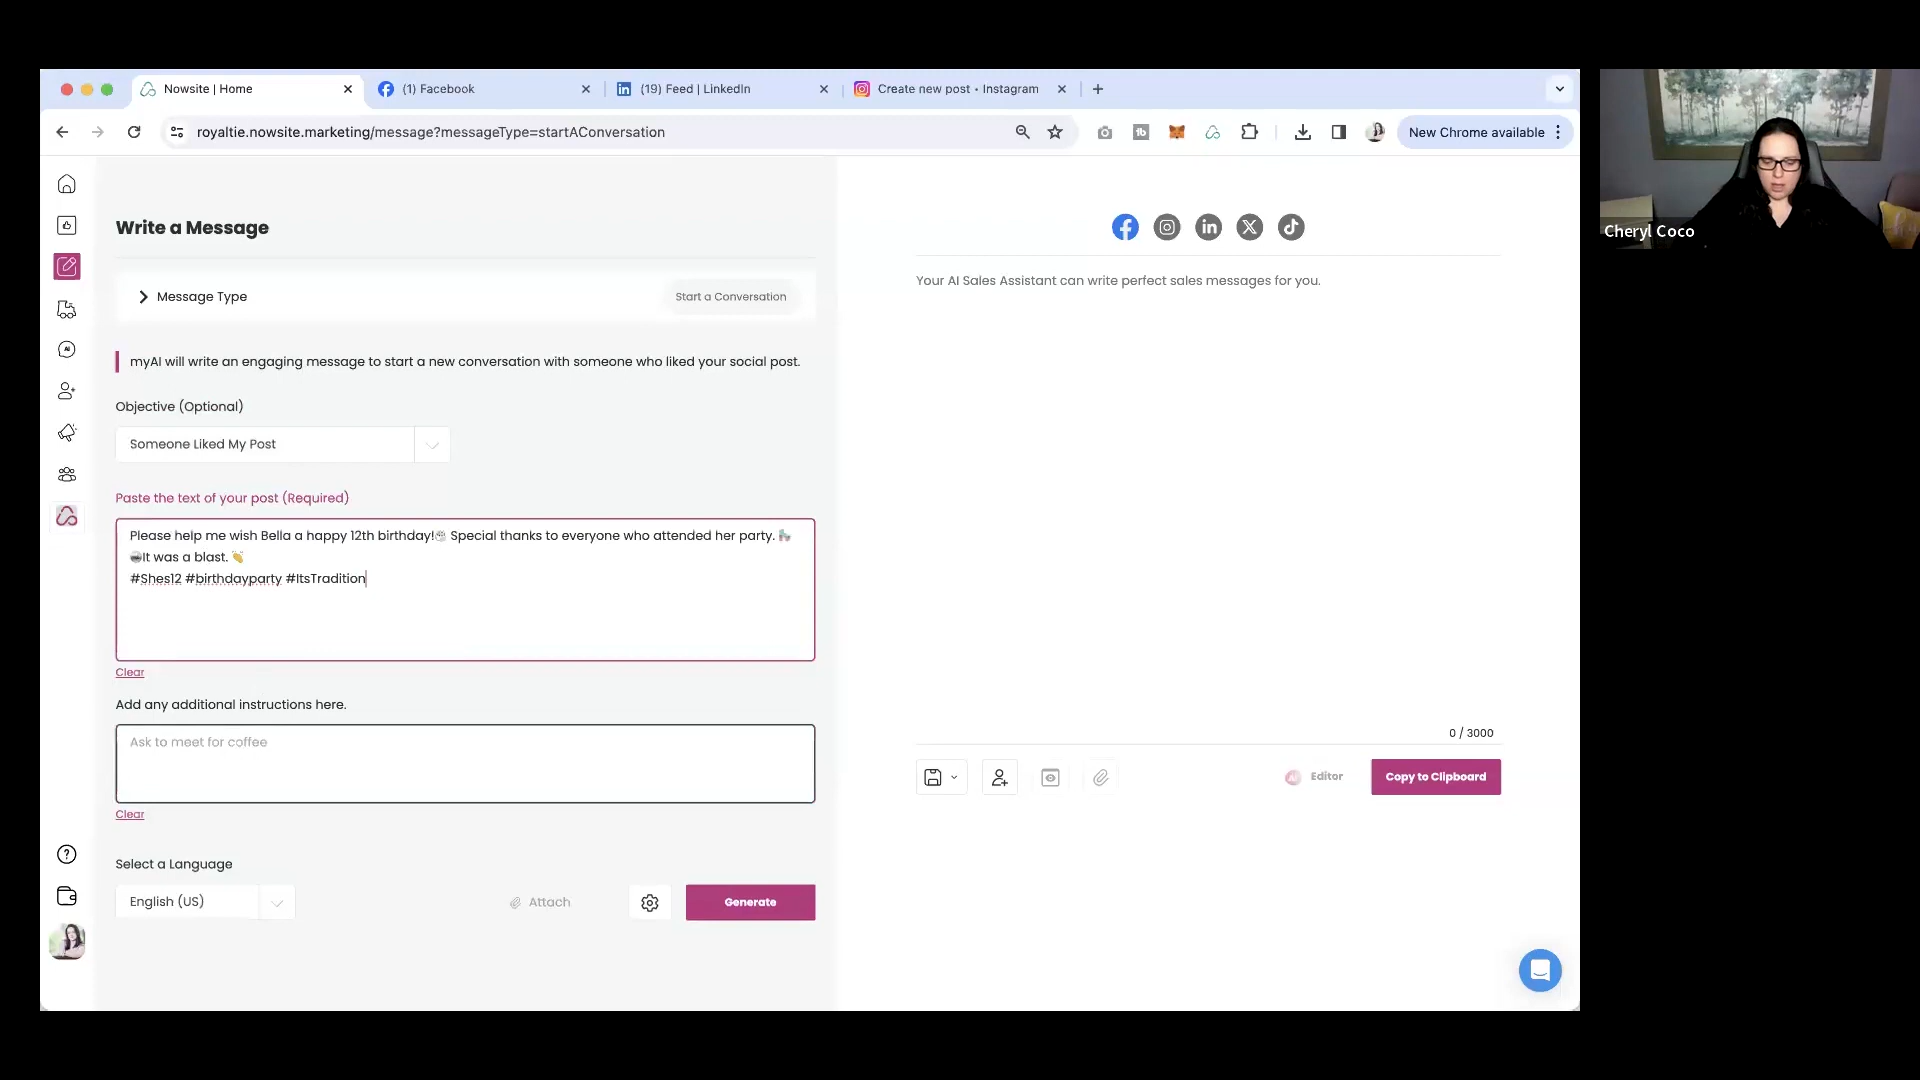 Nowsite | Home
(1) Facebook
(19) Feed | LinkedIn
Create new post • Instagram
royaltie.nowsite.marketing/message?messageType=startAConversation
New Chrome available
Write a Message
Message Type
Start a Conversation
myAI will write an engaging message to start a new conversation with someone who liked your social post.
Objective (Optional)
Someone Liked My Post
Paste the text of your post (Required)
Please help me wish Bella a happy 12th birthday! Special thanks to everyone who attended her party.
It was a blast. 👏
#Shes12 #birthdayparty #ItsTradition
Clear
Add any additional instructions here.
Ask to meet for coffee
Clear
Select a Language
English (US)
Attach
Generate
Your AI Sales Assistant can write perfect sales messages for you.
0 / 3000
Editor
Copy to Clipboard
Cheryl Coco